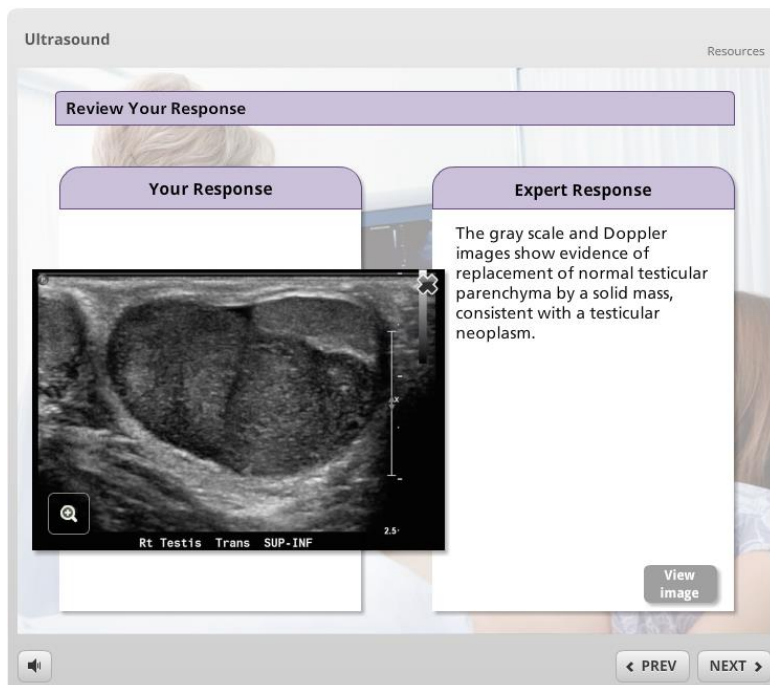 Ultrasound
Resources
Review Your Response
Your Response
Expert Response
The gray scale and Doppler
images show evidence of
replacement of normal testicular
parenchyma by a solid mass,
consistent with a testicular
neoplasm.
x
2.5-
Rt Testis Trans SUP-INF
View
image
PREV
NEXT